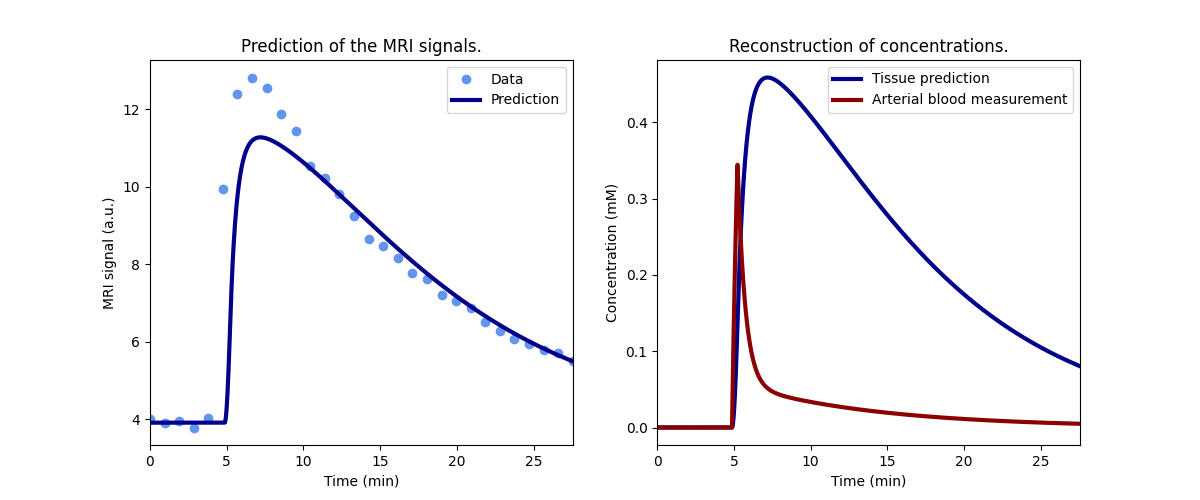 Prediction of the MRI signals.
Data
Prediction
12
10
8
6
4
MRI signal (a.u.)
0
5
10
15
20
25
Time (min)
Reconstruction of concentrations.
Tissue prediction
Arterial blood measurement
0.4
0.3
0.2
0.1
0.0
Concentration (mM)
0
5
10
15
20
25
Time (min)